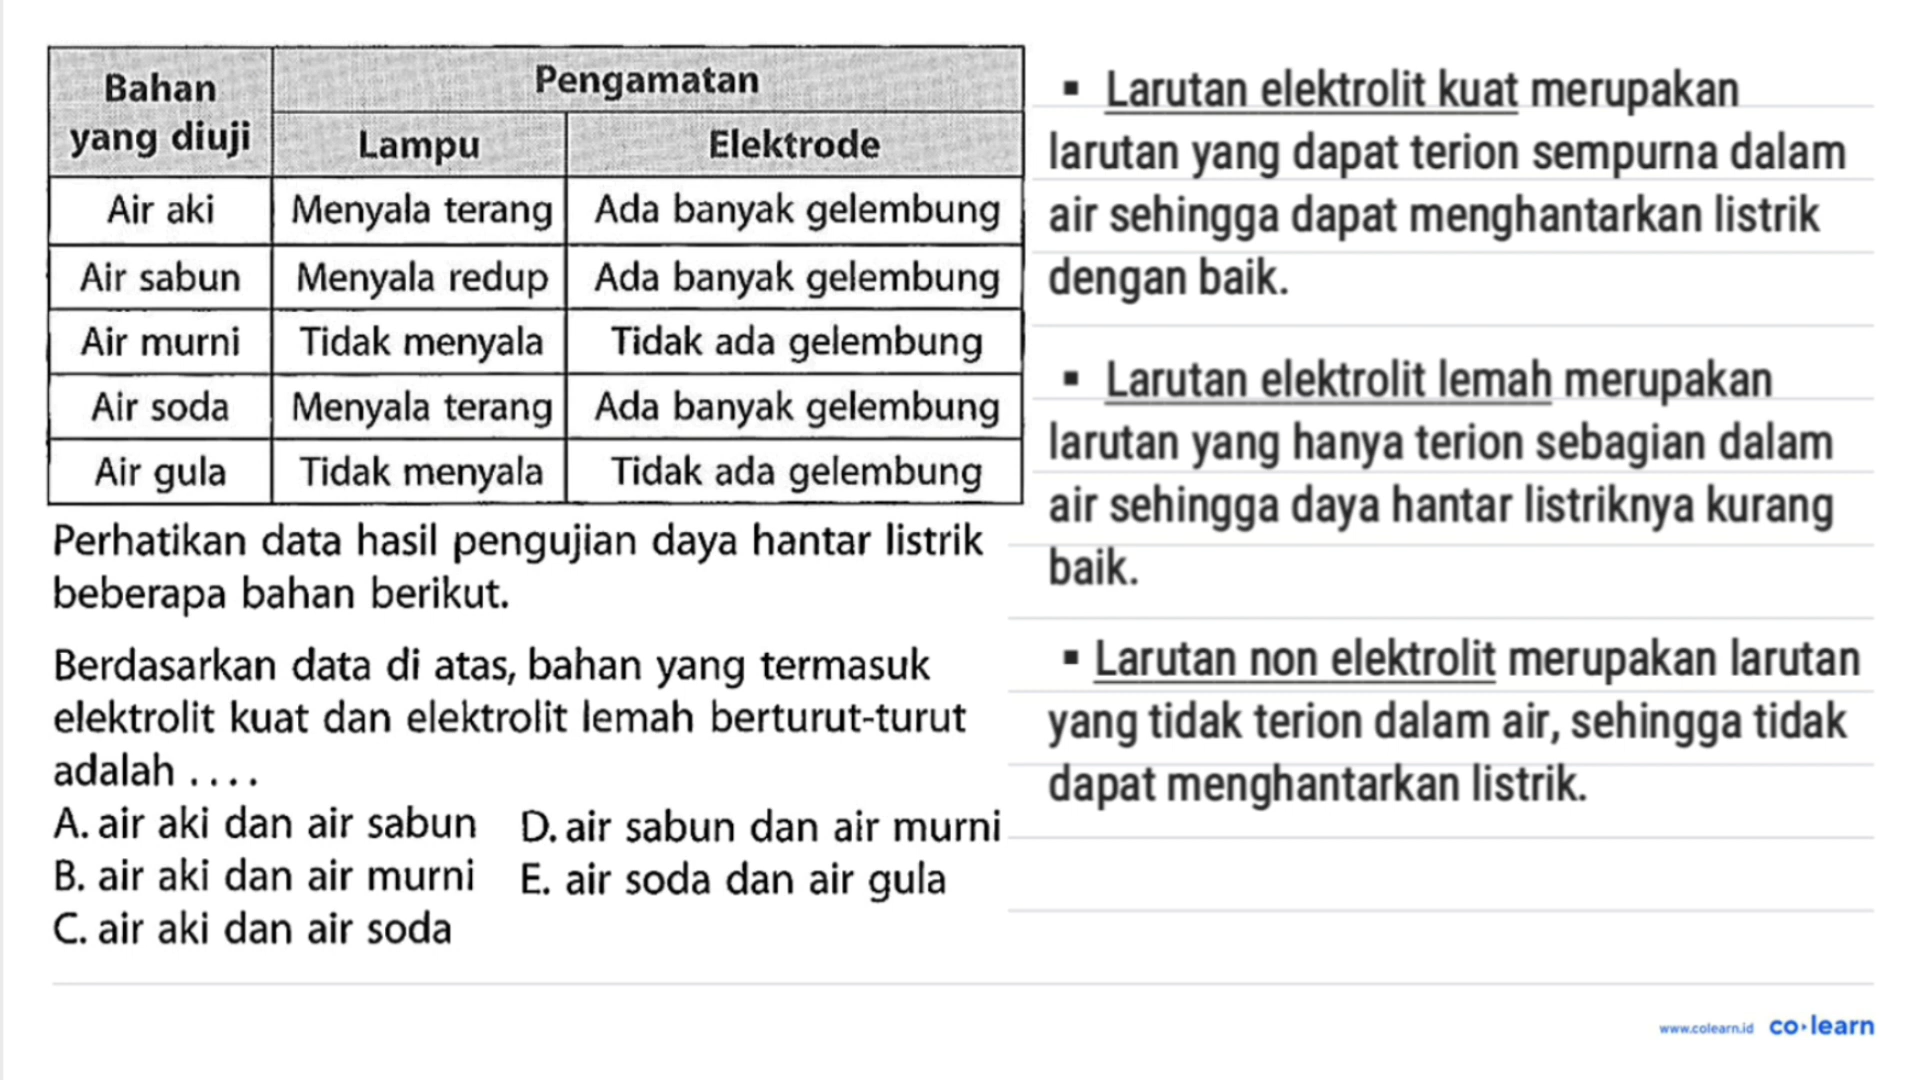 Bahan yang diuji Pengamatan
Lampu Elektrode
Air aki Menyala terang Ada banyak gelembung
Air sabun Menyala redup Ada banyak gelembung
Air murni Tidak menyala Tidak ada gelembung
Air soda Menyala terang Ada banyak gelembung
Air gula Tidak menyala Tidak ada gelembung
Perhatikan data hasil pengujian daya hantar listrik
beberapa bahan berikut.
Berdasarkan data di atas, bahan yang termasuk
elektrolit kuat dan elektrolit lemah berturut-turut
adalah ....
A. air aki dan air sabun
B. air aki dan air murni
C. air aki dan air soda
D. air sabun dan air murni
E. air soda dan air gula
▪ Larutan elektrolit kuat merupakan
larutan yang dapat terion sempurna dalam
air sehingga dapat menghantarkan listrik
dengan baik.
▪ Larutan elektrolit lemah merupakan
larutan yang hanya terion sebagian dalam
air sehingga daya hantar listriknya kurang
baik.
▪ Larutan non elektrolit merupakan larutan
yang tidak terion dalam air, sehingga tidak
dapat menghantarkan listrik.
www.colearn.id co·learn